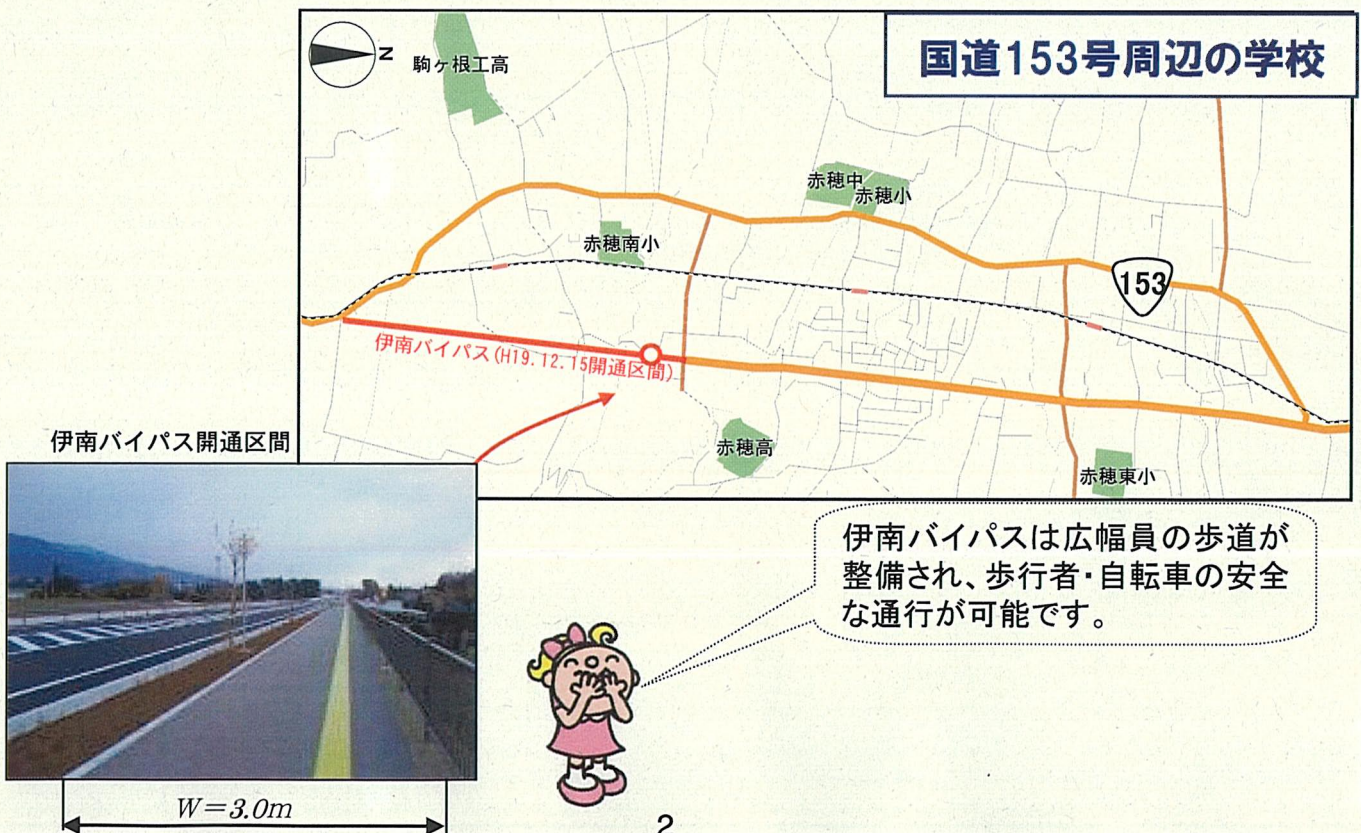 国道153号周辺の学校
N
駒ヶ根工高
赤穂中
赤穂小
赤穂南小
153
伊南バイパス(H19.12.15開通区間)
赤穂高
赤穂東小
伊南バイパス開通区間
伊南バイパスは広幅員の歩道が
整備され、歩行者・自転車の安全
な通行が可能です。
W=3.0m
2